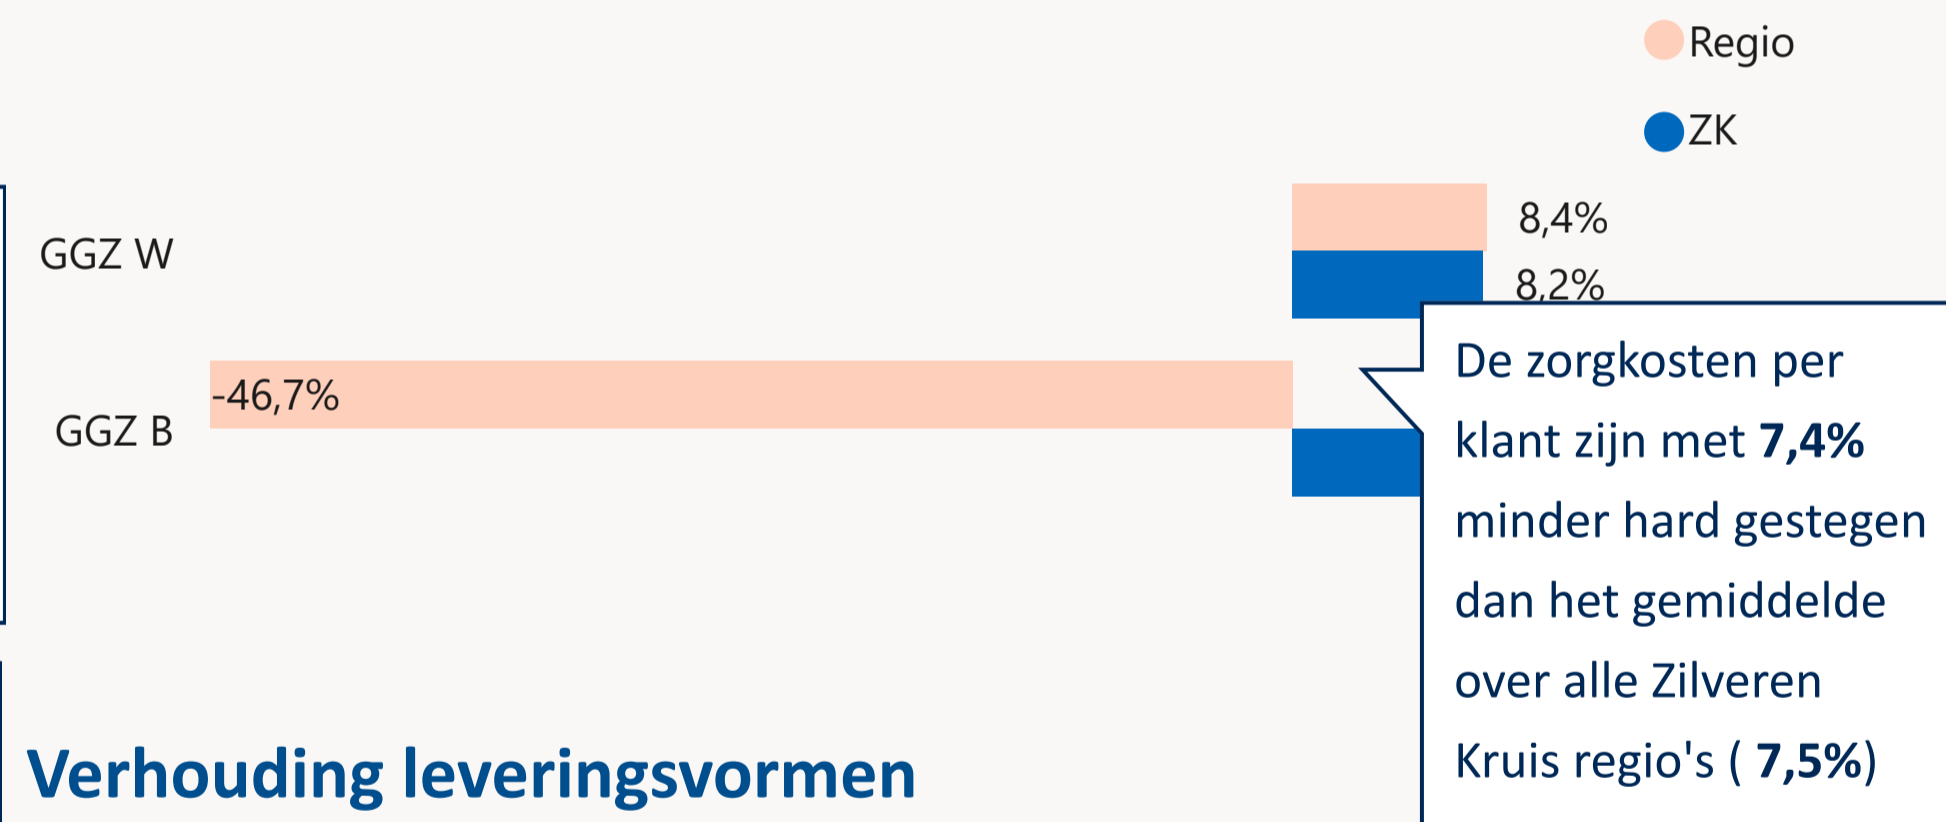 Regio
ZK
GGZ W
8,4%
8,2%
GGZ B
-46,7%
De zorgkosten per
klant zijn met 7,4%
minder hard gestegen
dan het gemiddelde
over alle Zilveren
Kruis regio's ( 7,5%)
Verhouding leveringsvormen